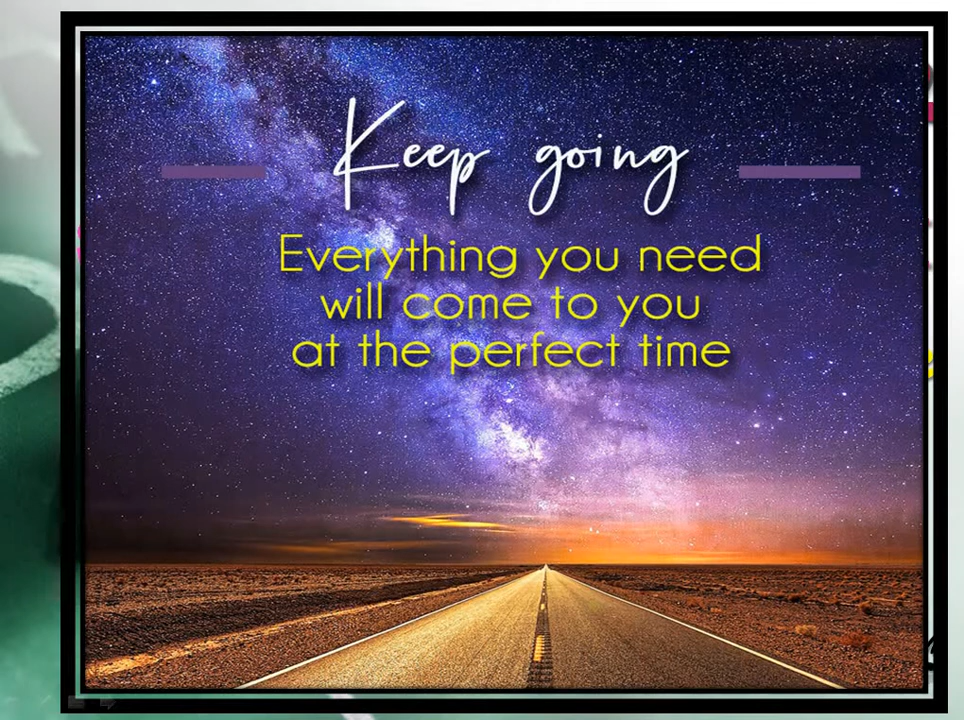 Keep going
Everything you need
will come to you
at the perfect time